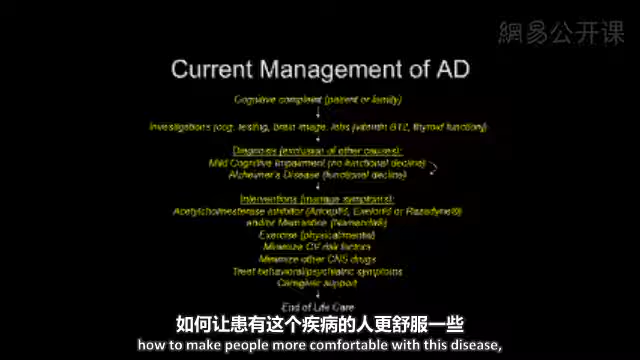 網易公开课
Current Management of AD
Cognitive complaint (patient or family)
Investigations (cog. testing, brain image, labs (vitamin B12, thyroid function)
Diagnosis (exclusion of other causes):
Mild Cognitive Impairment (no functional decline)
Alzheimer's Disease (functional decline)
Interventions (manage symptoms):
Acetylcholinesterase inhibitor (Aricept®, Exelon® or Razadyne®)
and/or Memantine (Namenda®)
Exercise (physical/mental)
Minimize CV risk factors
Minimize other CNS drugs
Treat behavioral/psychiatric symptoms
Caregiver support
End of Life Care
如何让患有这个疾病的人更舒服一些
how to make people more comfortable with this disease,